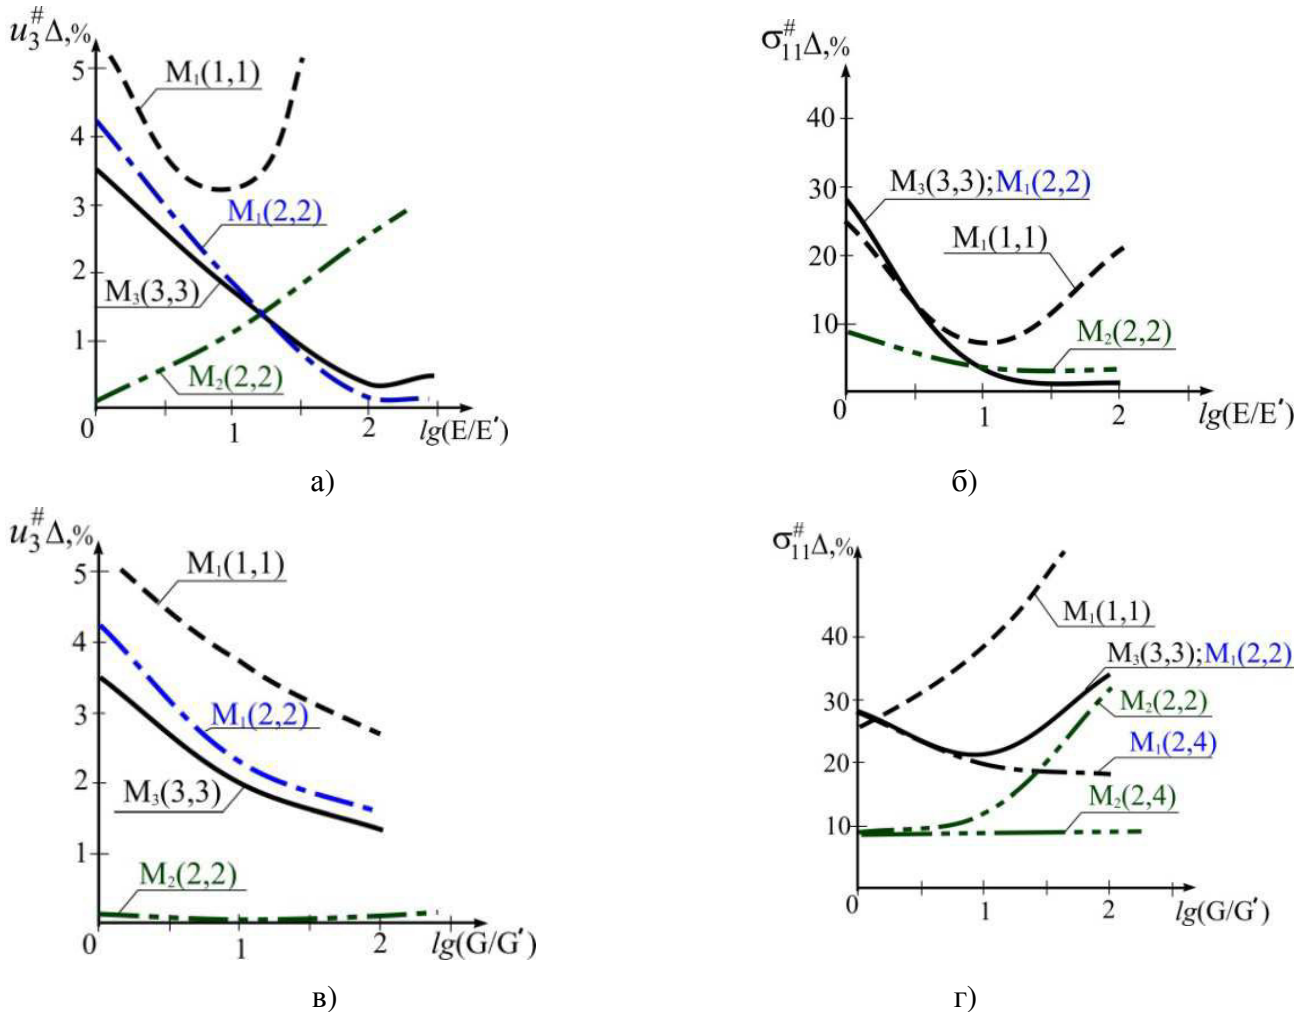 u₃^#Δ,%
5
M₁(1,1)
4
3
M₁(2,2)
2
M₃(3,3)
1
M₂(2,2)
0
1
2
lg(E/E′)
а)
σ₁₁^#Δ,%
40
30
M₃(3,3);M₁(2,2)
M₁(1,1)
20
10
M₂(2,2)
0
1
2
lg(E/E′)
б)
u₃^#Δ,%
5
M₁(1,1)
4
3
M₁(2,2)
2
M₃(3,3)
1
M₂(2,2)
0
1
2
lg(G/G′)
в)
σ₁₁^#Δ,%
M₁(1,1)
40
M₃(3,3);M₁(2,2)
30
M₂(2,2)
M₁(2,4)
20
M₂(2,4)
10
0
1
2
lg(G/G′)
г)